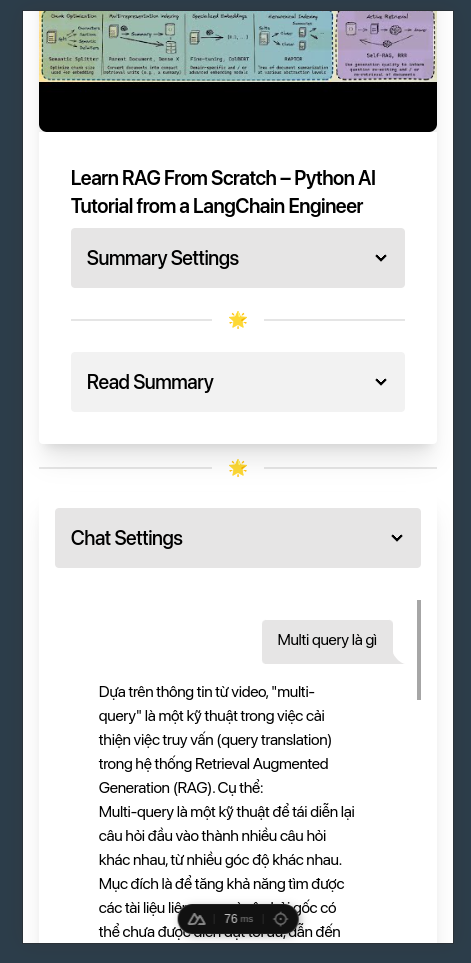 Chunk Optimization
Multi-representation Indexing
Specialized Embeddings
Hierarchical Indexing
Active Retrieval
Semantic Splitter
Parent Document, Dense X
Fine-tuning, ColBERT
RAPTOR
Self-RAG, RRR
Learn RAG From Scratch – Python AI
Tutorial from a LangChain Engineer
Summary Settings
Read Summary
Chat Settings
Multi query là gì
Dựa trên thông tin từ video, "multi-
query" là một kỹ thuật trong việc cải
thiện việc truy vấn (query translation)
trong hệ thống Retrieval Augmented
Generation (RAG). Cụ thể:
Multi-query là một kỹ thuật để tái diễn lại
câu hỏi đầu vào thành nhiều câu hỏi
khác nhau, từ nhiều góc độ khác nhau.
Mục đích là để tăng khả năng tìm được
các tài liệu gốc có
thể chưa được dẫn đến
76 ms